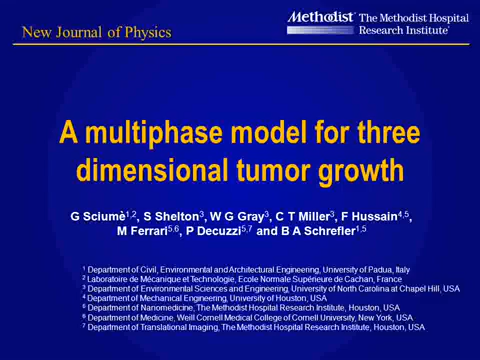 New Journal of Physics
Methodist® The Methodist Hospital
Research Institute®
A multiphase model for three
dimensional tumor growth
G Sciumè1,2, S Shelton3, W G Gray3, C T Miller3, F Hussain4,5,
M Ferrari5.6, P Decuzzi5,7 and B A Schrefler1,5
1 Department of Civil, Environmental and Architectural Engineering, University of Padua, Italy
2 Laboratoire de Mécanique et Technologie, Ecole Normale Supérieure de Cachan, France
3 Department of Environmental Sciences and Engineering, University of North Carolina at Chapel Hill, USA
4 Department of Mechanical Engineering, University of Houston, USA
5 Department of Nanomedicine, The Methodist Hospital Research Institute, Houston, USA
6 Department of Medicine, Weill Cornell Medical College of Cornell University, New York, USA
7 Department of Translational Imaging, The Methodist Hospital Research Institute, Houston, USA